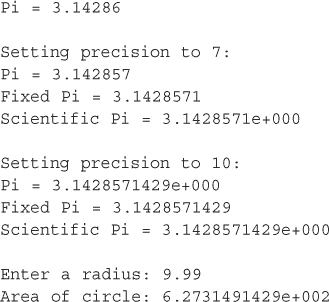 Pi = 3.14286
Setting precision to 7:
Pi = 3.142857
Fixed Pi = 3.1428571
Scientific Pi = 3.1428571e+000
Setting precision to 10:
Pi = 3.1428571429e+000
Fixed Pi = 3.1428571429
Scientific Pi = 3.1428571429e+000
Enter a radius: 9.99
Area of circle: 6.2731491429e+002